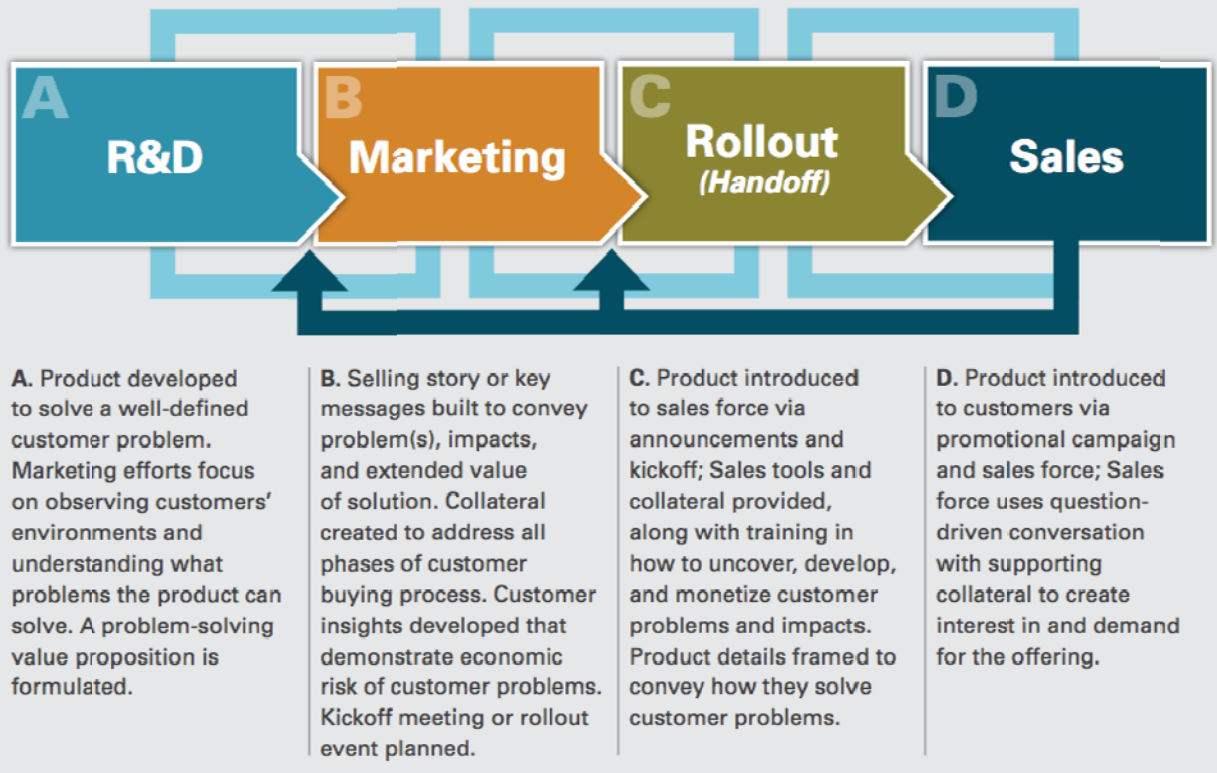 A
R&D
B
Marketing
C
Rollout
(Handoff)
D
Sales
A. Product developed
to solve a well-defined
customer problem.
Marketing efforts focus
on observing customers'
environments and
understanding what
problems the product can
solve. A problem-solving
value proposition is
formulated.
B. Selling story or key
messages built to convey
problem(s), impacts,
and extended value
of solution. Collateral
created to address all
phases of customer
buying process. Customer
insights developed that
demonstrate economic
risk of customer problems.
Kickoff meeting or rollout
event planned.
C. Product introduced
to sales force via
announcements and
kickoff; Sales tools and
collateral provided,
along with training in
how to uncover, develop,
and monetize customer
problems and impacts.
Product details framed to
convey how they solve
customer problems.
D. Product introduced
to customers via
promotional campaign
and sales force; Sales
force uses question-
driven conversation
with supporting
collateral to create
interest in and demand
for the offering.